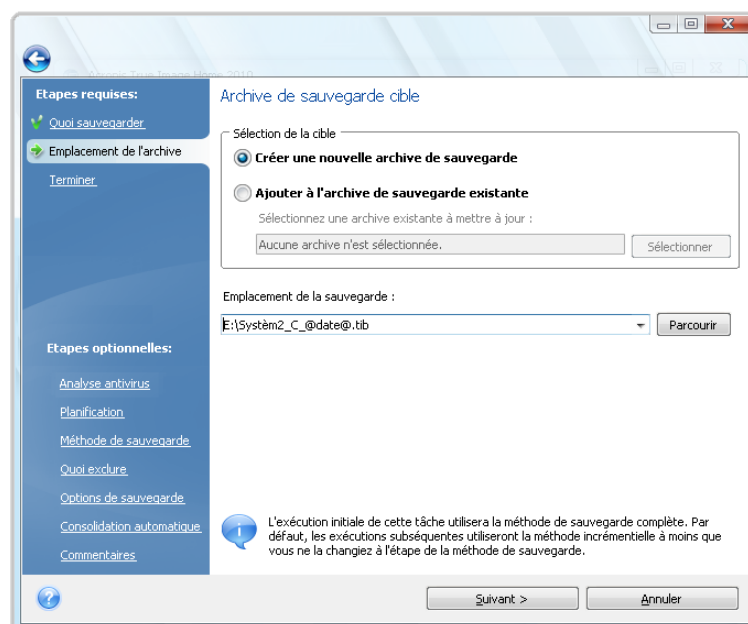 Acronis True Image Home 2010
Etapes requises:
Quoi sauvegarder
Emplacement de l'archive
Terminer
Etapes optionnelles:
Analyse antivirus
Planification
Méthode de sauvegarde
Quoi exclure
Options de sauvegarde
Consolidation automatique
Commentaires
Archive de sauvegarde cible
Sélection de la cible
Créer une nouvelle archive de sauvegarde
Ajouter à l'archive de sauvegarde existante
Sélectionnez une archive existante à mettre à jour :
Aucune archive n'est sélectionnée.
Sélectionner
Emplacement de la sauvegarde :
E:\Systèm2_C_@date@.tib
Parcourir
L'exécution initiale de cette tâche utilisera la méthode de sauvegarde complète. Par
défaut, les exécutions subséquentes utiliseront la méthode incrémentielle à moins que
vous ne la changiez à l'étape de la méthode de sauvegarde.
Suivant >
Annuler